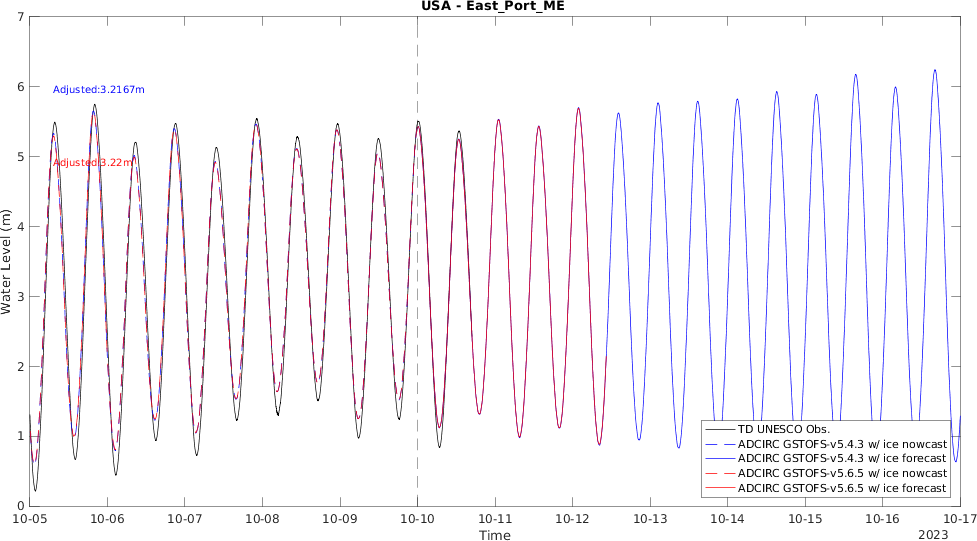 USA - East_Port_ME
7
6
5
4
3
2
1
0
Water Level (m)
Adjusted:3.2167m
Adjusted:3.22m
TD UNESCO Obs.
ADCIRC GSTOFS-v5.4.3 w/ ice nowcast
ADCIRC GSTOFS-v5.4.3 w/ ice forecast
ADCIRC GSTOFS-v5.6.5 w/ ice nowcast
ADCIRC GSTOFS-v5.6.5 w/ ice forecast
10-05 10-06 10-07 10-08 10-09 10-10 10-11 10-12 10-13 10-14 10-15 10-16 10-17
Time
2023